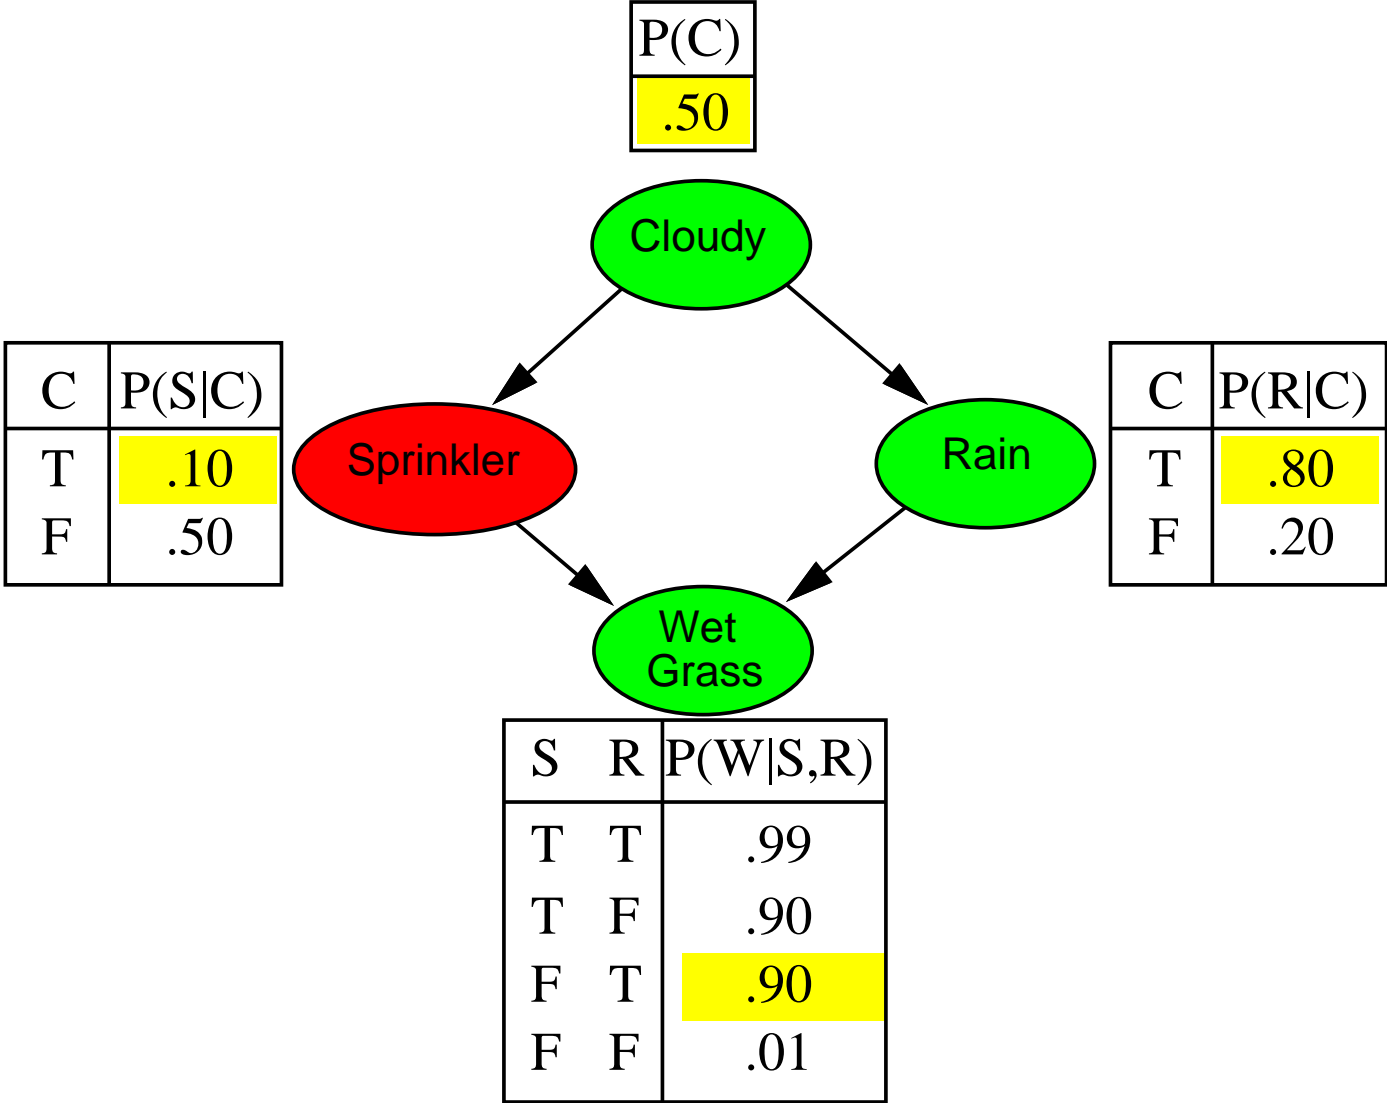 P(C)
.50
Cloudy
C P(S|C)
T .10
F .50
Sprinkler
Rain
C P(R|C)
T .80
F .20
Wet
Grass
S R P(W|S,R)
T T .99
T F .90
F T .90
F F .01